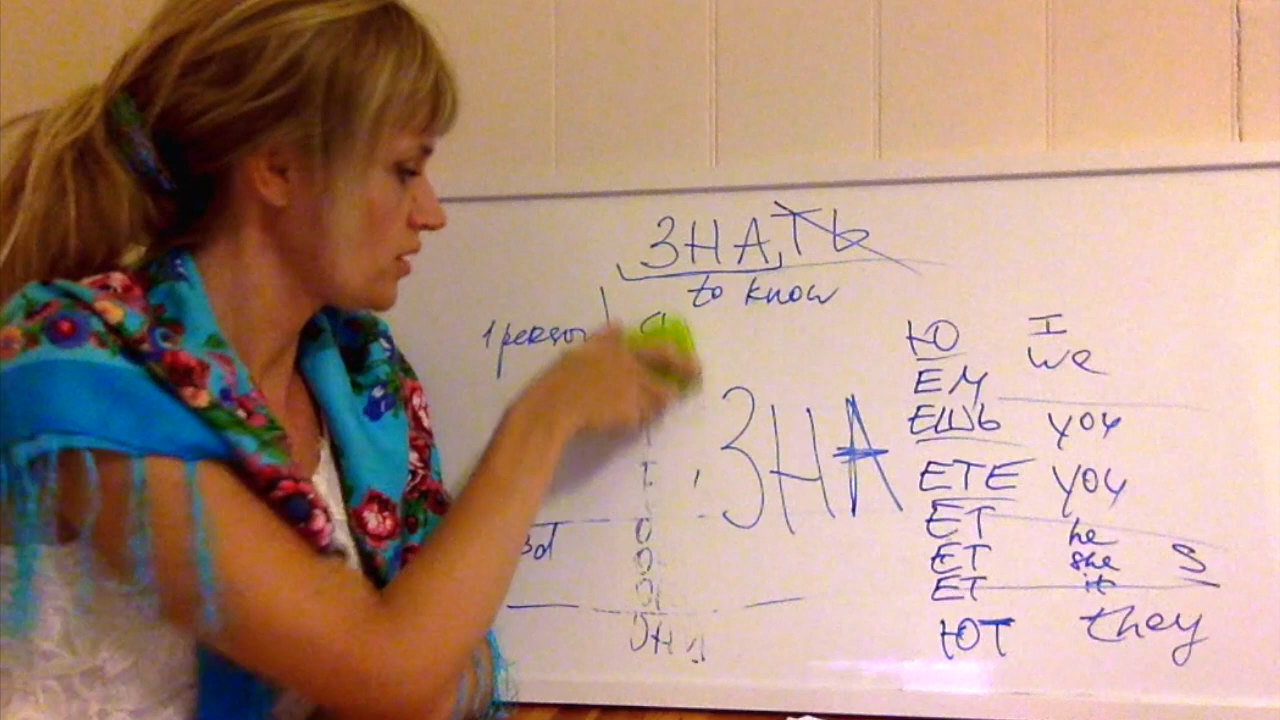 ЗНАТЬ
to know
1 person
ЗНА
Ю I
ЕМ we
ЕШЬ you
ЕТЕ you
ЕТ he
ЕТ she S
ЕТ it
ЮТ they